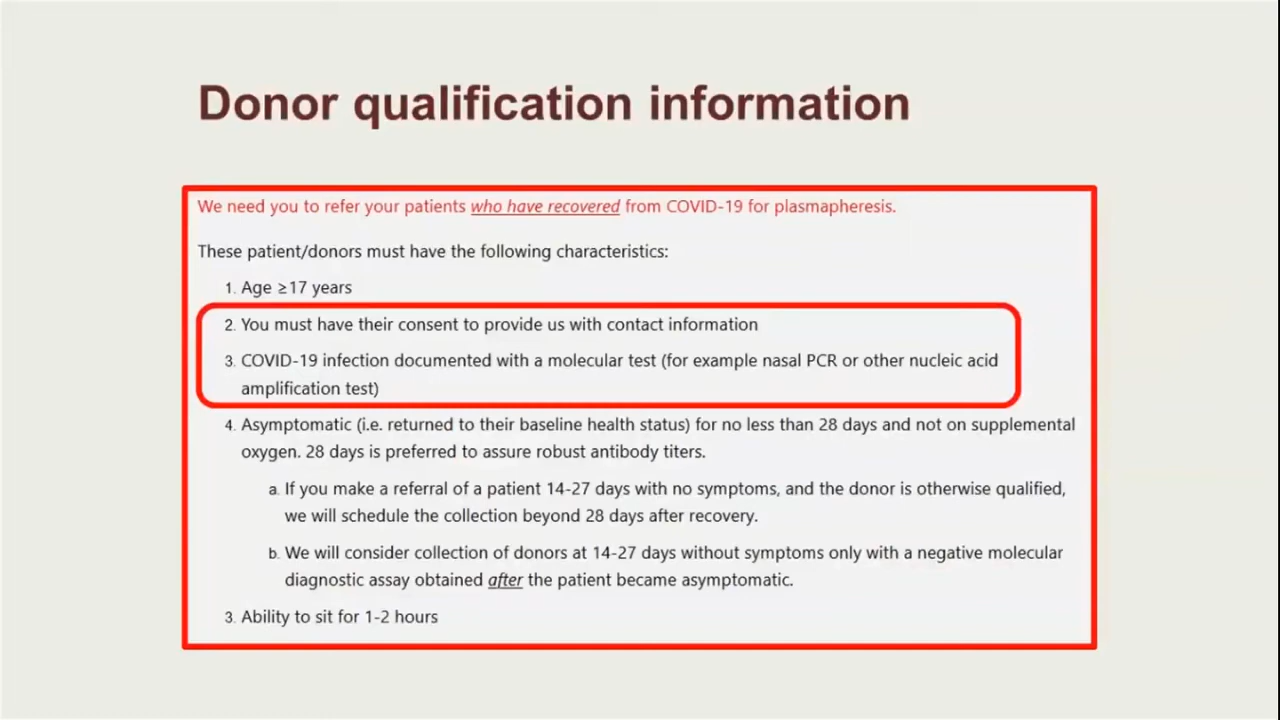 Donor qualification information
We need you to refer your patients who have recovered from COVID-19 for plasmapheresis.
These patient/donors must have the following characteristics:
1. Age ≥17 years
2. You must have their consent to provide us with contact information
3. COVID-19 infection documented with a molecular test (for example nasal PCR or other nucleic acid
amplification test)
4. Asymptomatic (i.e. returned to their baseline health status) for no less than 28 days and not on supplemental
oxygen. 28 days is preferred to assure robust antibody titers.
a. If you make a referral of a patient 14-27 days with no symptoms, and the donor is otherwise qualified,
we will schedule the collection beyond 28 days after recovery.
b. We will consider collection of donors at 14-27 days without symptoms only with a negative molecular
diagnostic assay obtained after the patient became asymptomatic.
3. Ability to sit for 1-2 hours